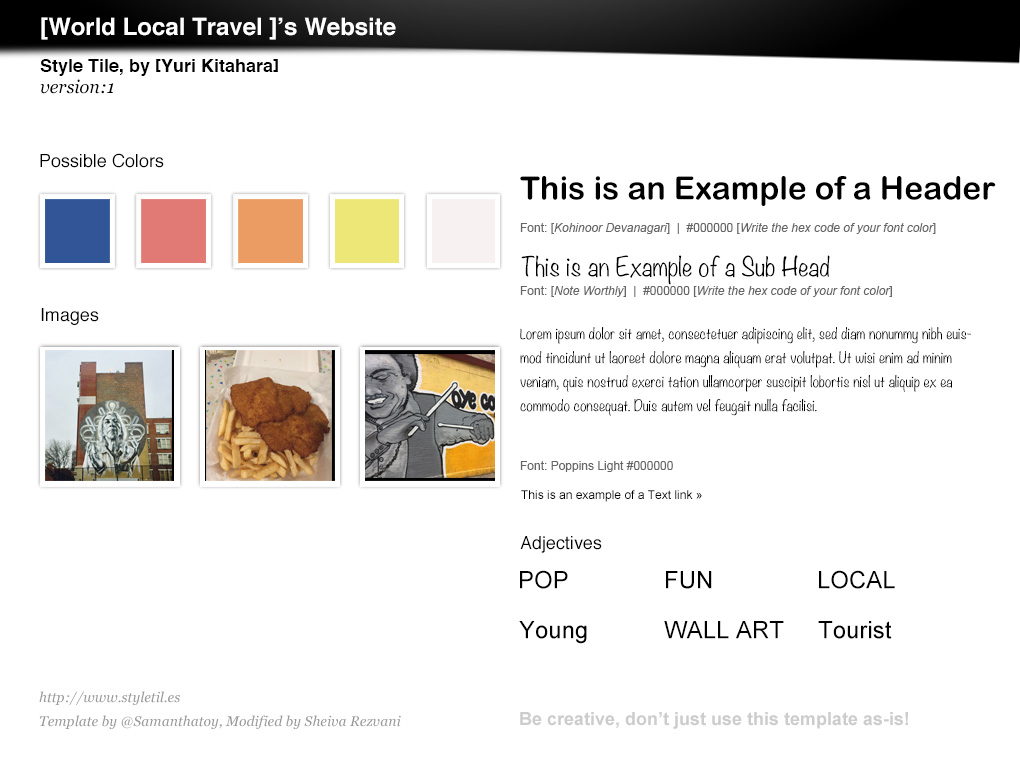 [World Local Travel ]’s Website
Style Tile, by [Yuri Kitahara]
version:1
Possible Colors
Images
This is an Example of a Header
Font: [Kohinoor Devanagari]  |  #000000 [Write the hex code of your font color]
This is an Example of a Sub Head
Font: [Note Worthly]  |  #000000 [Write the hex code of your font color]
Lorem ipsum dolor sit amet, consectetuer adipiscing elit, sed diam nonummy nibh euis-
mod tincidunt ut laoreet dolore magna aliquam erat volutpat. Ut wisi enim ad minim
veniam, quis nostrud exerci tation ullamcorper suscipit lobortis nisl ut aliquip ex ea
commodo consequat. Duis autem vel feugait nulla facilisi.
Font: Poppins Light #000000
This is an example of a Text link »
Adjectives
POP FUN LOCAL
Young WALL ART Tourist
oye co
http://www.styletil.es
Template by @Samanthatoy, Modified by Sheiva Rezvani
Be creative, don’t just use this template as-is!